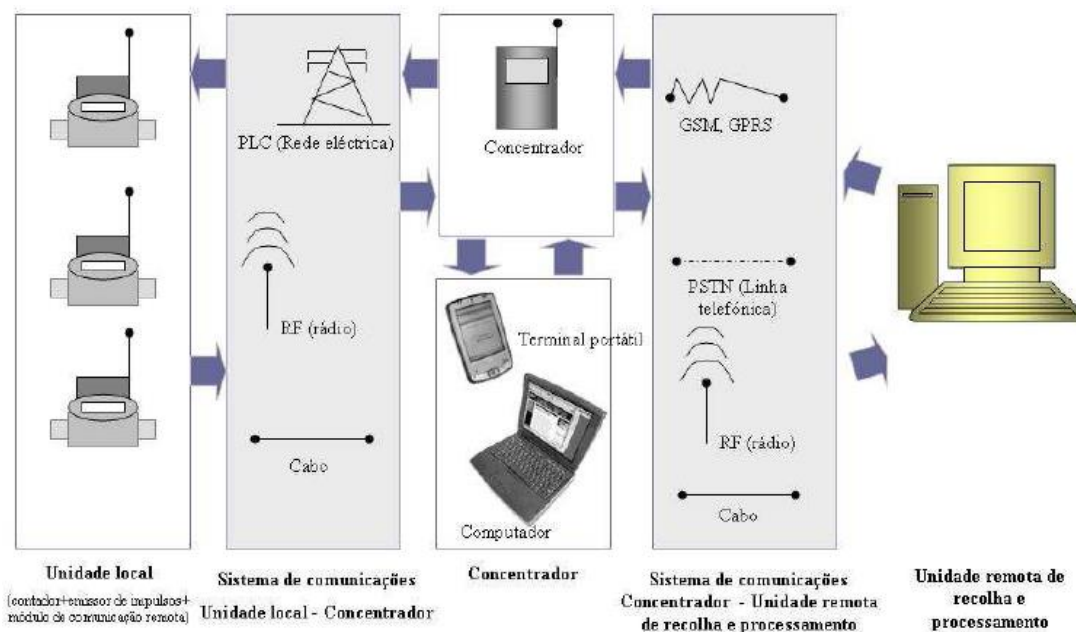 PLC (Rede eléctrica)
RF (rádio)
Cabo
Concentrador
Terminal portátil
Computador
GSM, GPRS
PSTN (Linha
telefónica)
RF (rádio)
Cabo
Unidade local
(contador+emissor de impulsos+
módulo de comunicação remota)
Sistema de comunicações
Unidade local - Concentrador
Concentrador
Sistema de comunicações
Concentrador - Unidade remota
de recolha e processamento
Unidade remota de
recolha e
processamento